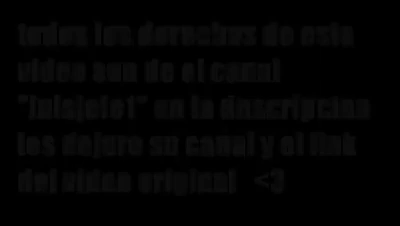 todos los derechos de este
video son de el canal
" en la descripcion
les dejare su canal y el link
del video original <3